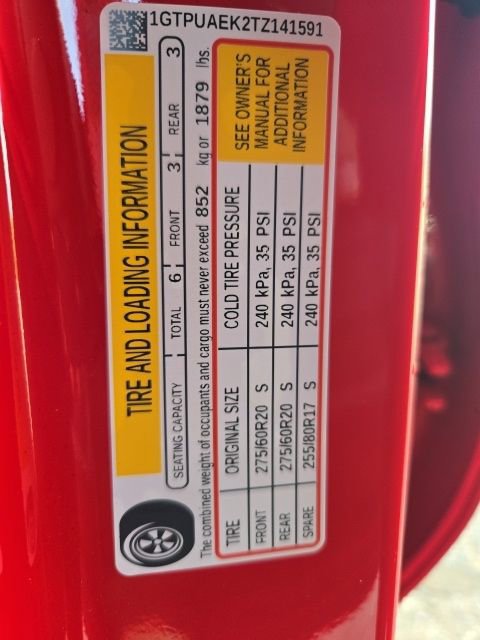 1GTPUAEK2TZ141591
TIRE AND LOADING INFORMATION
SEATING CAPACITY TOTAL 6 FRONT 3 REAR 3
The combined weight of occupants and cargo must never exceed 852 kg or 1879 lbs.
TIRE ORIGINAL SIZE COLD TIRE PRESSURE
FRONT 275/60R20 S 240 kPa, 35 PSI
REAR 275/60R20 S 240 kPa, 35 PSI
SPARE 255/80R17 S 240 kPa, 35 PSI
SEE OWNER'S
MANUAL FOR
ADDITIONAL
INFORMATION